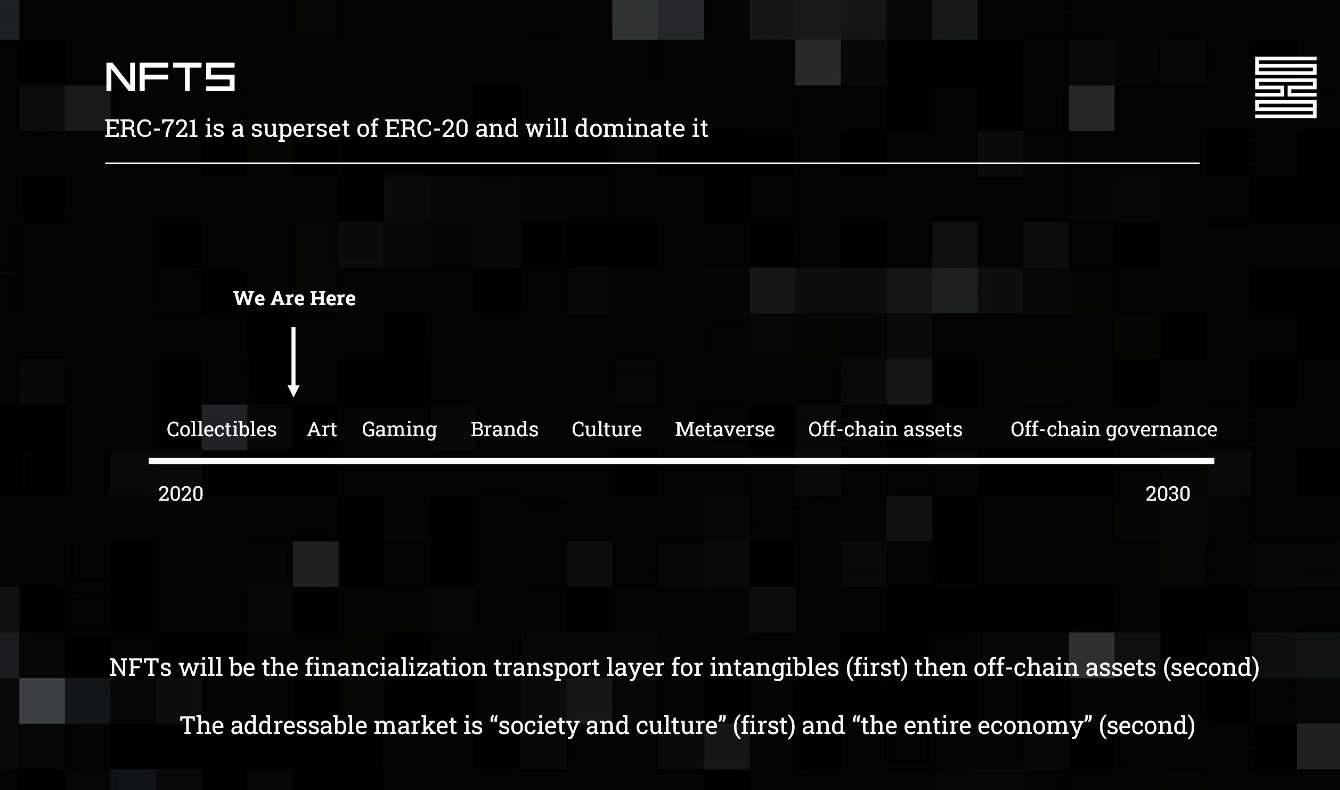 NFTS
ERC-721 is a superset of ERC-20 and will dominate it
We Are Here
Collectibles Art Gaming Brands Culture Metaverse Off-chain assets Off-chain governance
2020 2030
NFTs will be the financialization transport layer for intangibles (first) then off-chain assets (second)
The addressable market is “society and culture” (first) and “the entire economy” (second)